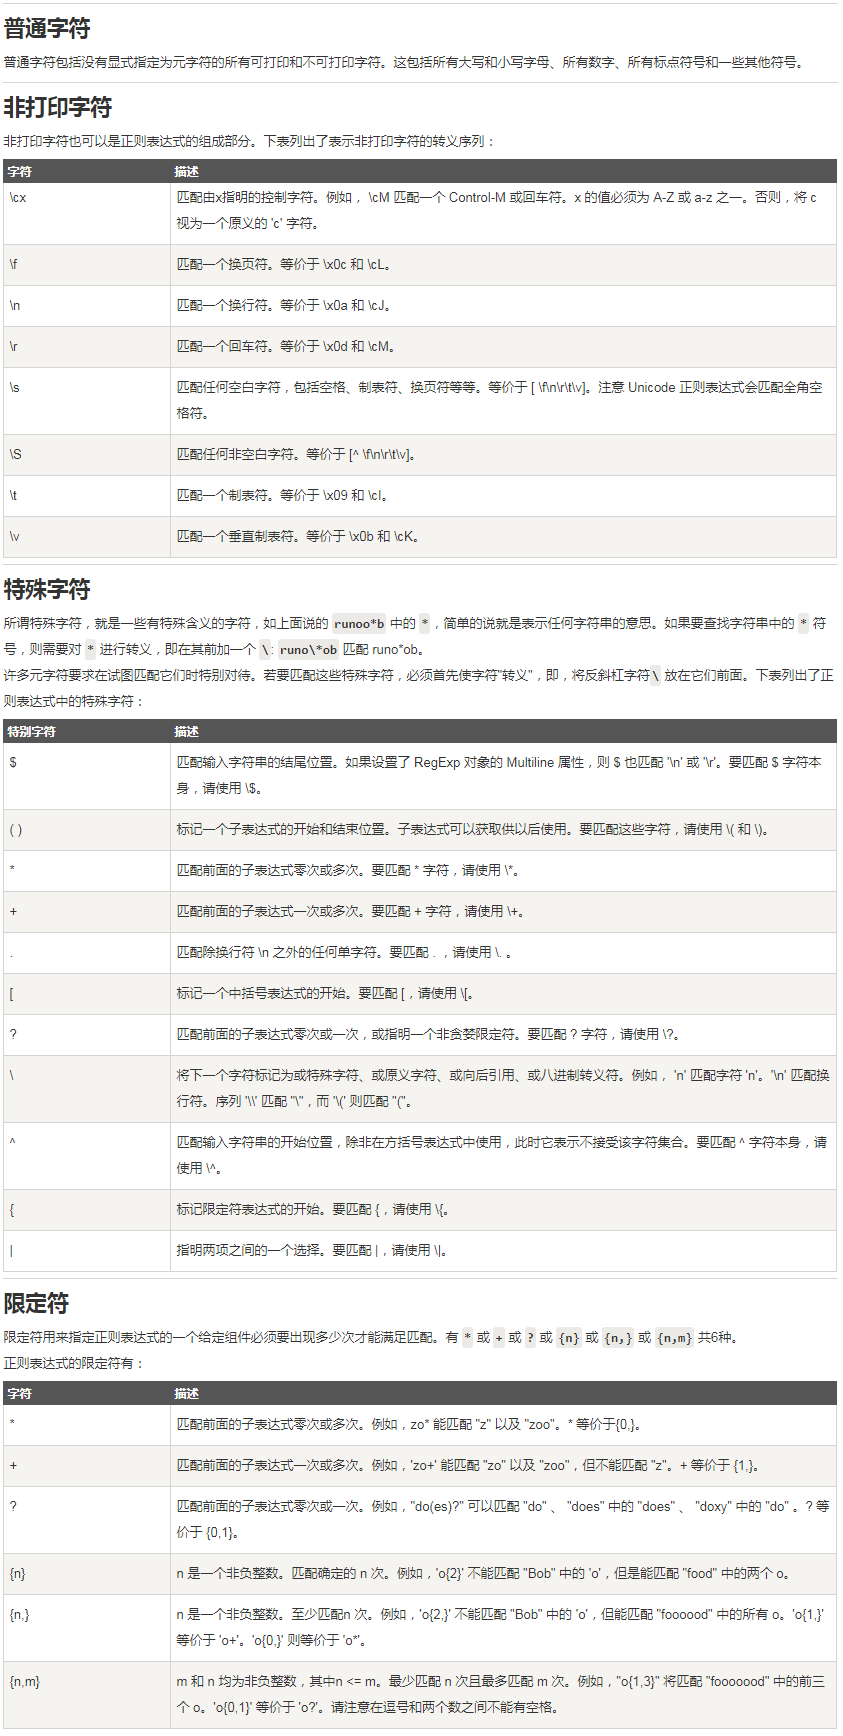 普通字符
普通字符包括没有显式指定为元字符的所有可打印和不可打印字符。这包括所有大写和小写字母、所有数字、所有标点符号和一些其他符号。
非打印字符
非打印字符也可以是正则表达式的组成部分。下表列出了表示非打印字符的转义序列：
字符 描述
\cx 匹配由x指明的控制字符。例如， \cM 匹配一个 Control-M 或回车符。x 的值必须为 A-Z 或 a-z 之一。否则，将 c
视为一个原义的 'c' 字符。
\f 匹配一个换页符。等价于 \x0c 和 \cL。
\n 匹配一个换行符。等价于 \x0a 和 \cJ。
\r 匹配一个回车符。等价于 \x0d 和 \cM。
\s 匹配任何空白字符，包括空格、制表符、换页符等等。等价于 [ \f\n\r\t\v]。注意 Unicode 正则表达式会匹配全角空
格符。
\S 匹配任何非空白字符。等价于 [^ \f\n\r\t\v]。
\t 匹配一个制表符。等价于 \x09 和 \cI。
\v 匹配一个垂直制表符。等价于 \x0b 和 \cK。
特殊字符
所谓特殊字符，就是一些有特殊含义的字符，如上面说的 runoo*b 中的 *，简单的说就是表示任何字符串的意思。如果要查找字符串中的 * 符
号，则需要对 * 进行转义，即在其前加一个 \: runo\*ob 匹配 runo*ob。
许多元字符要求在试图匹配它们时特别对待。若要匹配这些特殊字符，必须首先使字符"转义"，即，将反斜杠字符\ 放在它们前面。下表列出了正
则表达式中的特殊字符：
特别字符 描述
$ 匹配输入字符串的结尾位置。如果设置了 RegExp 对象的 Multiline 属性，则 $ 也匹配 '\n' 或 '\r'。要匹配 $ 字符本
身，请使用 \$。
( ) 标记一个子表达式的开始和结束位置。子表达式可以获取供以后使用。要匹配这些字符，请使用 \( 和 \)。
* 匹配前面的子表达式零次或多次。要匹配 * 字符，请使用 \*。
+ 匹配前面的子表达式一次或多次。要匹配 + 字符，请使用 \+。
. 匹配除换行符 \n 之外的任何单字符。要匹配 . ，请使用 \. 。
[ 标记一个中括号表达式的开始。要匹配 [，请使用 \[。
? 匹配前面的子表达式零次或一次，或指明一个非贪婪限定符。要匹配 ? 字符，请使用 \?。
\ 将下一个字符标记为或特殊字符、或原义字符、或向后引用、或八进制转义符。例如， 'n' 匹配字符 'n'。'\n' 匹配换
行符。序列 '\\' 匹配 "\"，而 '\(' 则匹配 "("。
^ 匹配输入字符串的开始位置，除非在方括号表达式中使用，此时它表示不接受该字符集合。要匹配 ^ 字符本身，请
使用 \^。
{ 标记限定符表达式的开始。要匹配 {，请使用 \{。
| 指明两项之间的一个选择。要匹配 |，请使用 \|。
限定符
限定符用来指定正则表达式的一个给定组件必须要出现多少次才能满足匹配。有 * 或 + 或 ? 或 {n} 或 {n,} 或 {n,m} 共6种。
正则表达式的限定符有：
字符 描述
* 匹配前面的子表达式零次或多次。例如，zo* 能匹配 "z" 以及 "zoo"。* 等价于{0,}。
+ 匹配前面的子表达式一次或多次。例如，'zo+' 能匹配 "zo" 以及 "zoo"，但不能匹配 "z"。+ 等价于 {1,}。
? 匹配前面的子表达式零次或一次。例如，"do(es)?" 可以匹配 "do" 、 "does" 中的 "does" 、 "doxy" 中的 "do" 。? 等
价于 {0,1}。
{n} n 是一个非负整数。匹配确定的 n 次。例如，'o{2}' 不能匹配 "Bob" 中的 'o'，但是能匹配 "food" 中的两个 o。
{n,} n 是一个非负整数。至少匹配n 次。例如，'o{2,}' 不能匹配 "Bob" 中的 'o'，但能匹配 "foooood" 中的所有 o。'o{1,}'
等价于 'o+'。'o{0,}' 则等价于 'o*'。
{n,m} m 和 n 均为非负整数，其中n <= m。最少匹配 n 次且最多匹配 m 次。例如，"o{1,3}" 将匹配 "fooooood" 中的前三
个 o。'o{0,1}' 等价于 'o?'。请注意在逗号和两个数之间不能有空格。